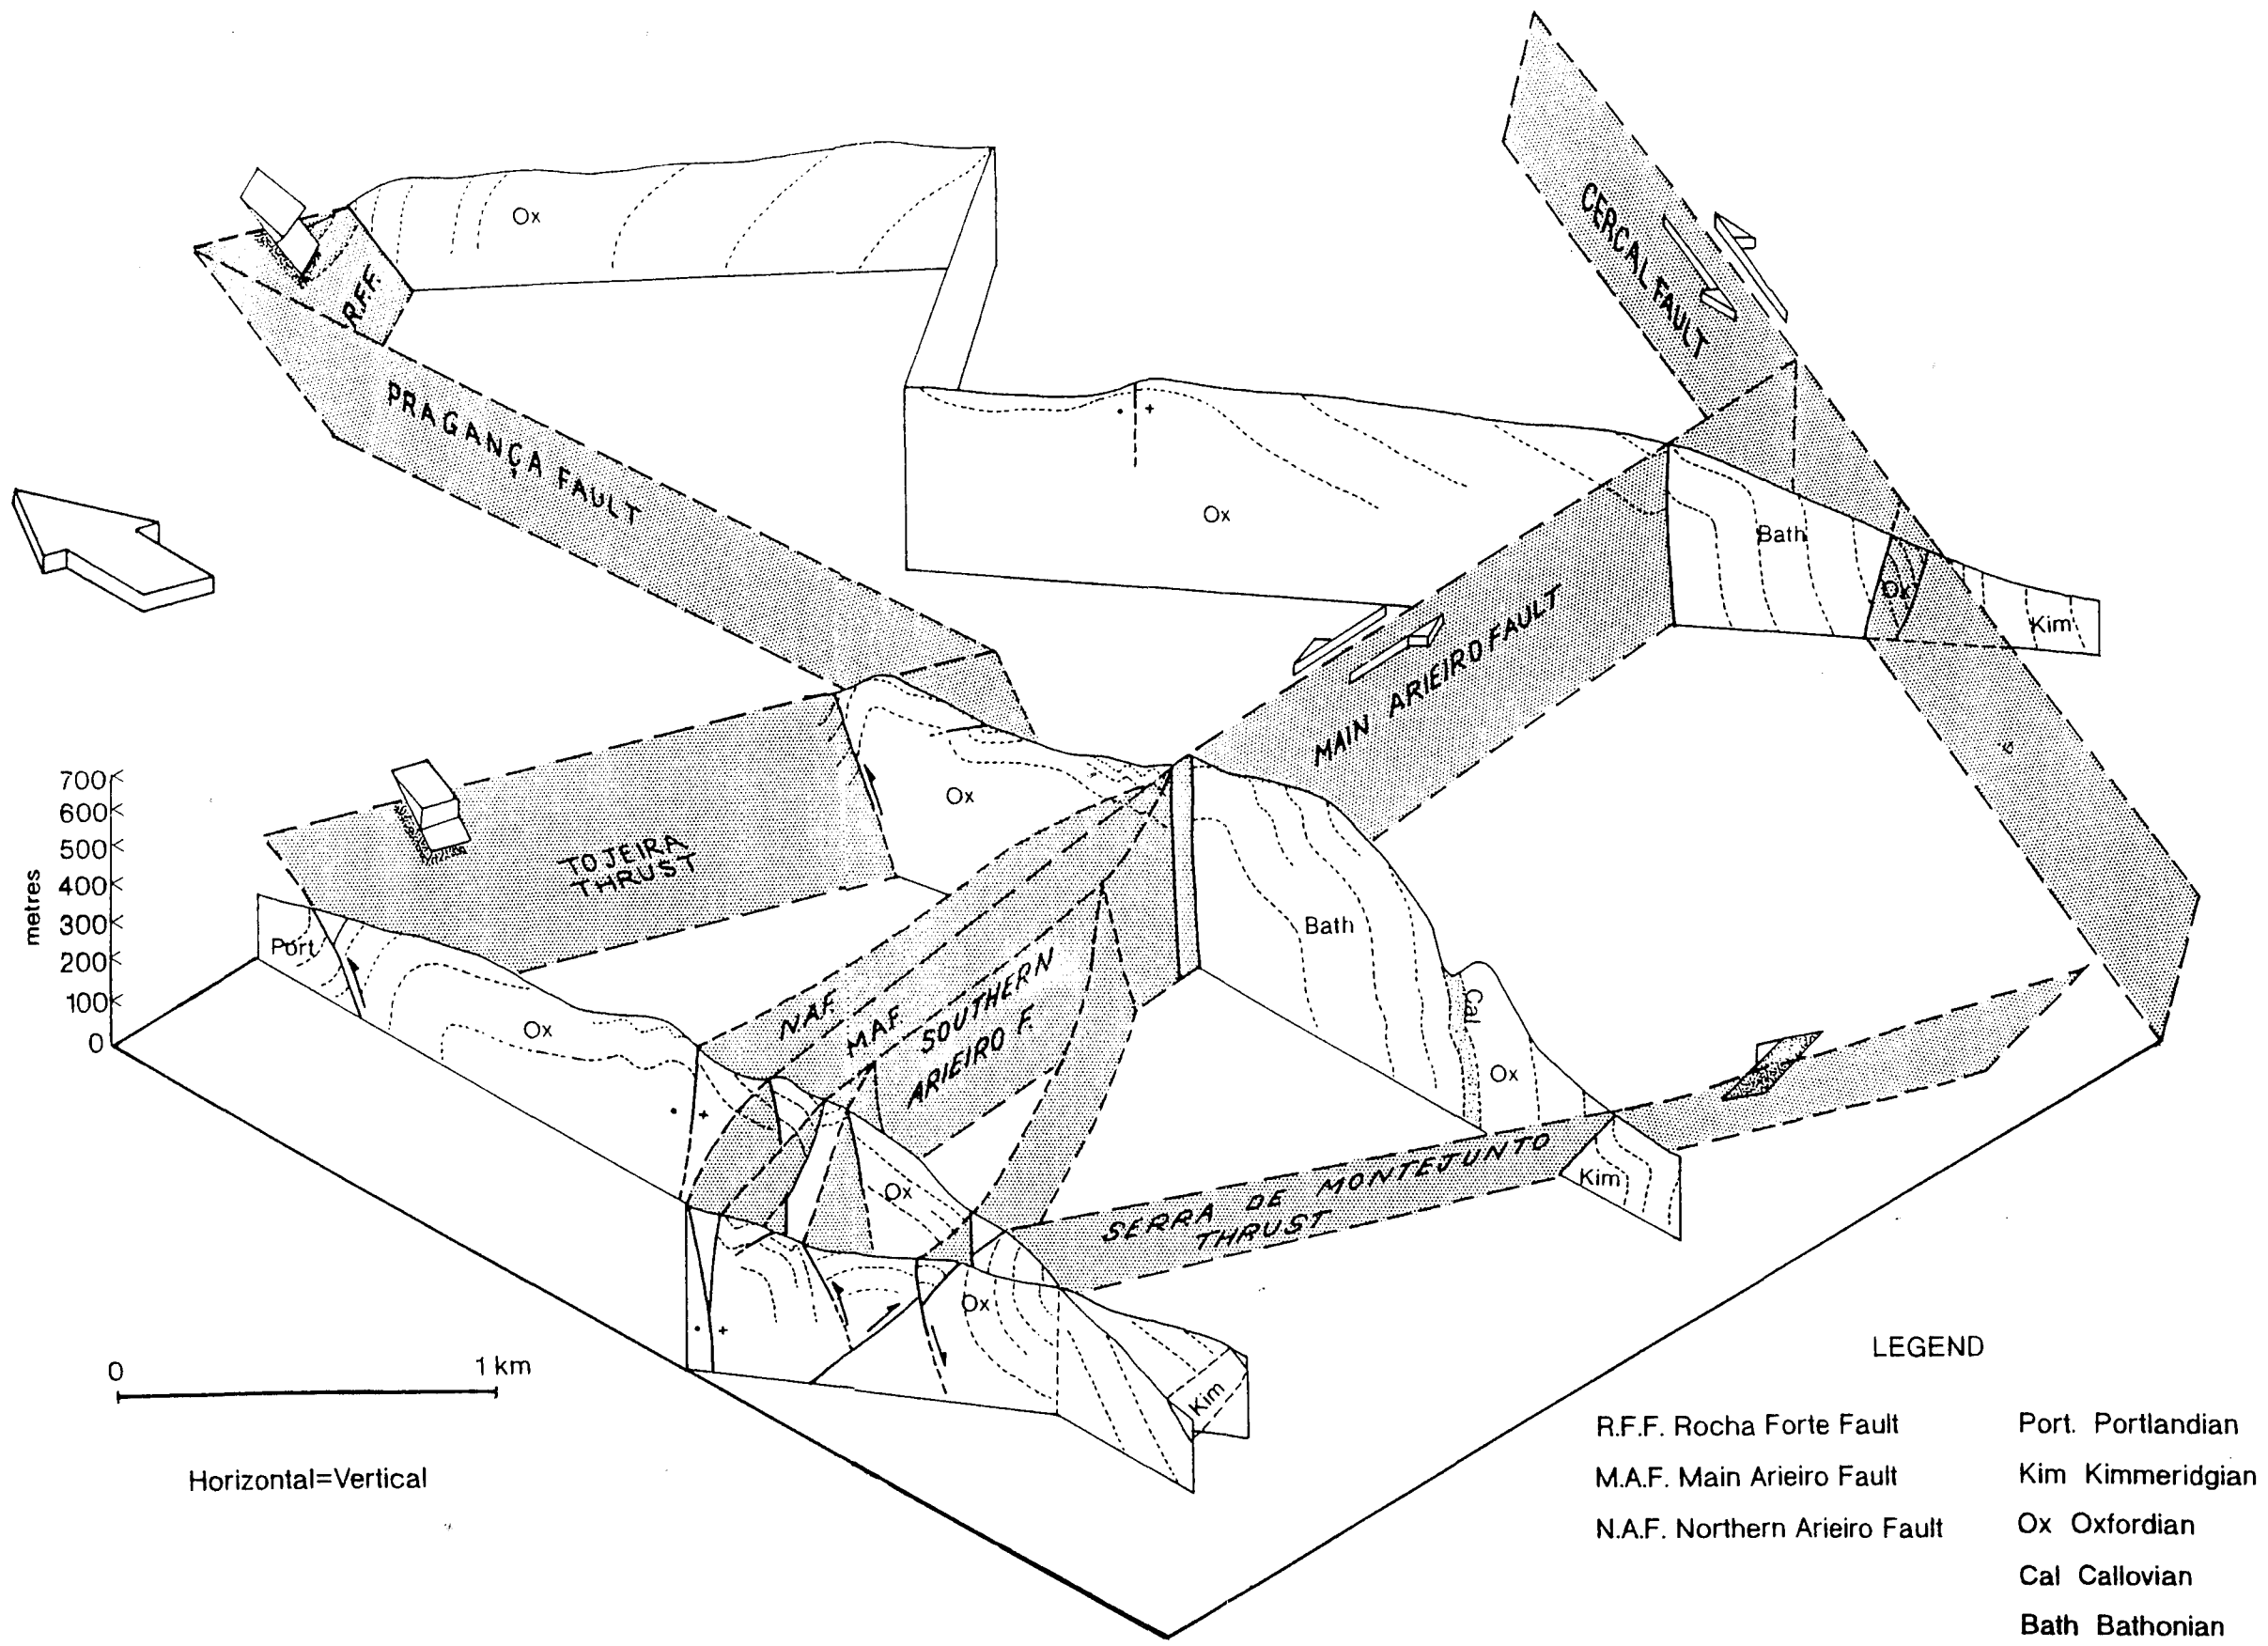 Ox
R.F.F.
PRAGANÇA FAULT
CERCAL FAULT
Ox
Bath
Ox
Kim
MAIN ARIEIRO FAULT
Ox
TOJEIRA
THRUST
metres
700
600
500
400
300
200
100
0
Port
Ox
N.A.F.
M.A.F.
SOUTHERN
ARIEIRO F.
Bath
Cal
Ox
Kim
Ox
SERRA DE MONTEJUNTO
THRUST
Ox
Kim
0 1 km
Horizontal=Vertical
LEGEND
R.F.F. Rocha Forte Fault
M.A.F. Main Arieiro Fault
N.A.F. Northern Arieiro Fault
Port. Portlandian
Kim Kimmeridgian
Ox Oxfordian
Cal Callovian
Bath Bathonian